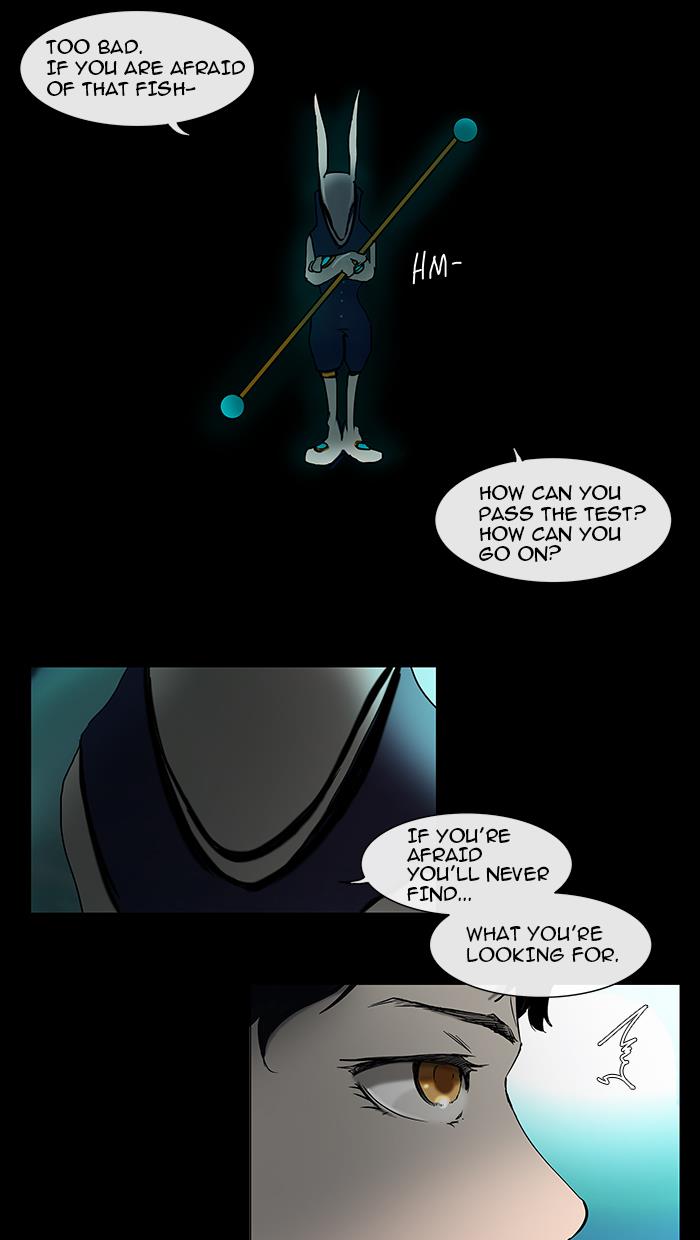 TOO BAD.
IF YOU ARE AFRAID
OF THAT FISH~
HM~
HOW CAN YOU
PASS THE TEST?
HOW CAN YOU
GO ON?
IF YOU'RE
AFRAID
YOU'LL NEVER
FIND...
WHAT YOU'RE
LOOKING FOR.